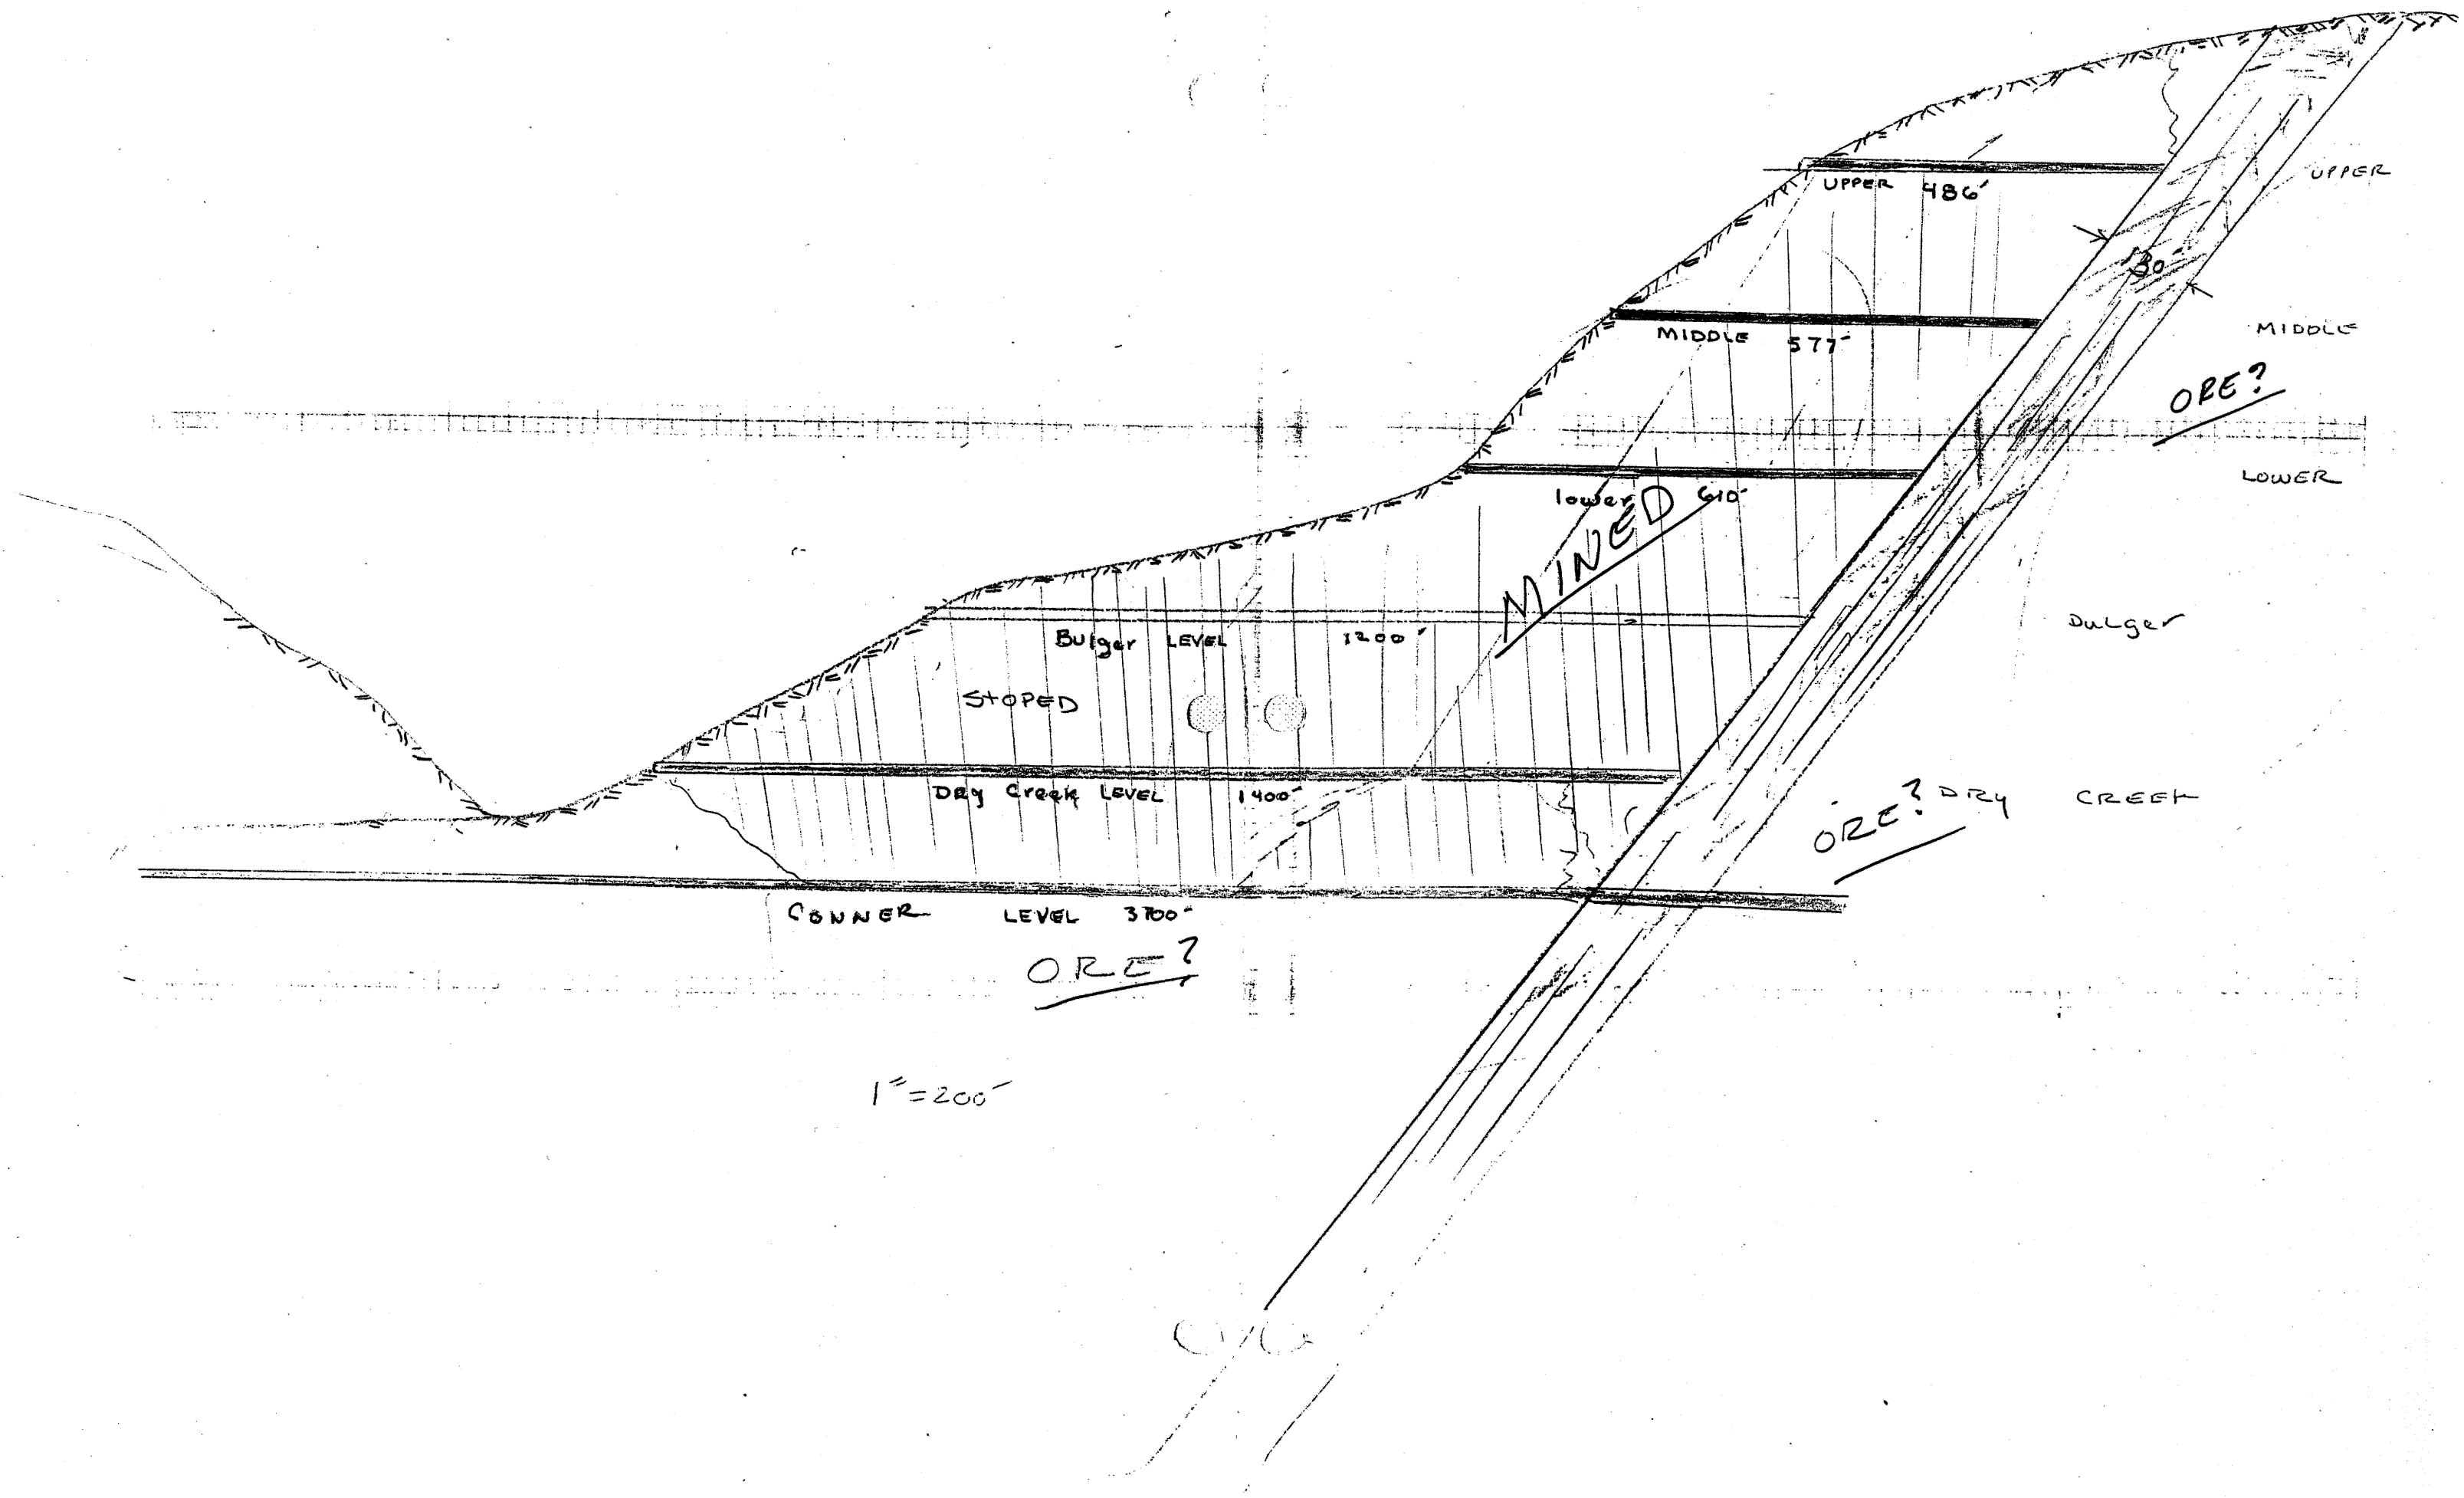 UPPER 486'
UPPER
30'
MIDDLE 577'
MIDDLE
ORE?
lower 610'
LOWER
MINED
Bulger LEVEL 1200'
Dulger
STOPED
Dry Creek LEVEL 1400'
ORE?
DRY CREEK
CONNER LEVEL 3700'
ORE?
1"=200'